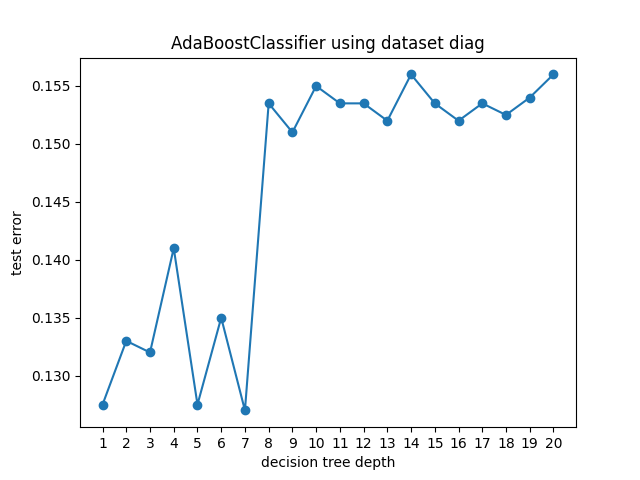 AdaBoostClassifier using dataset diag
0.155
0.150
0.145
0.140
0.135
0.130
test error
1 2 3 4 5 6 7 8 9 10 11 12 13 14 15 16 17 18 19 20
decision tree depth